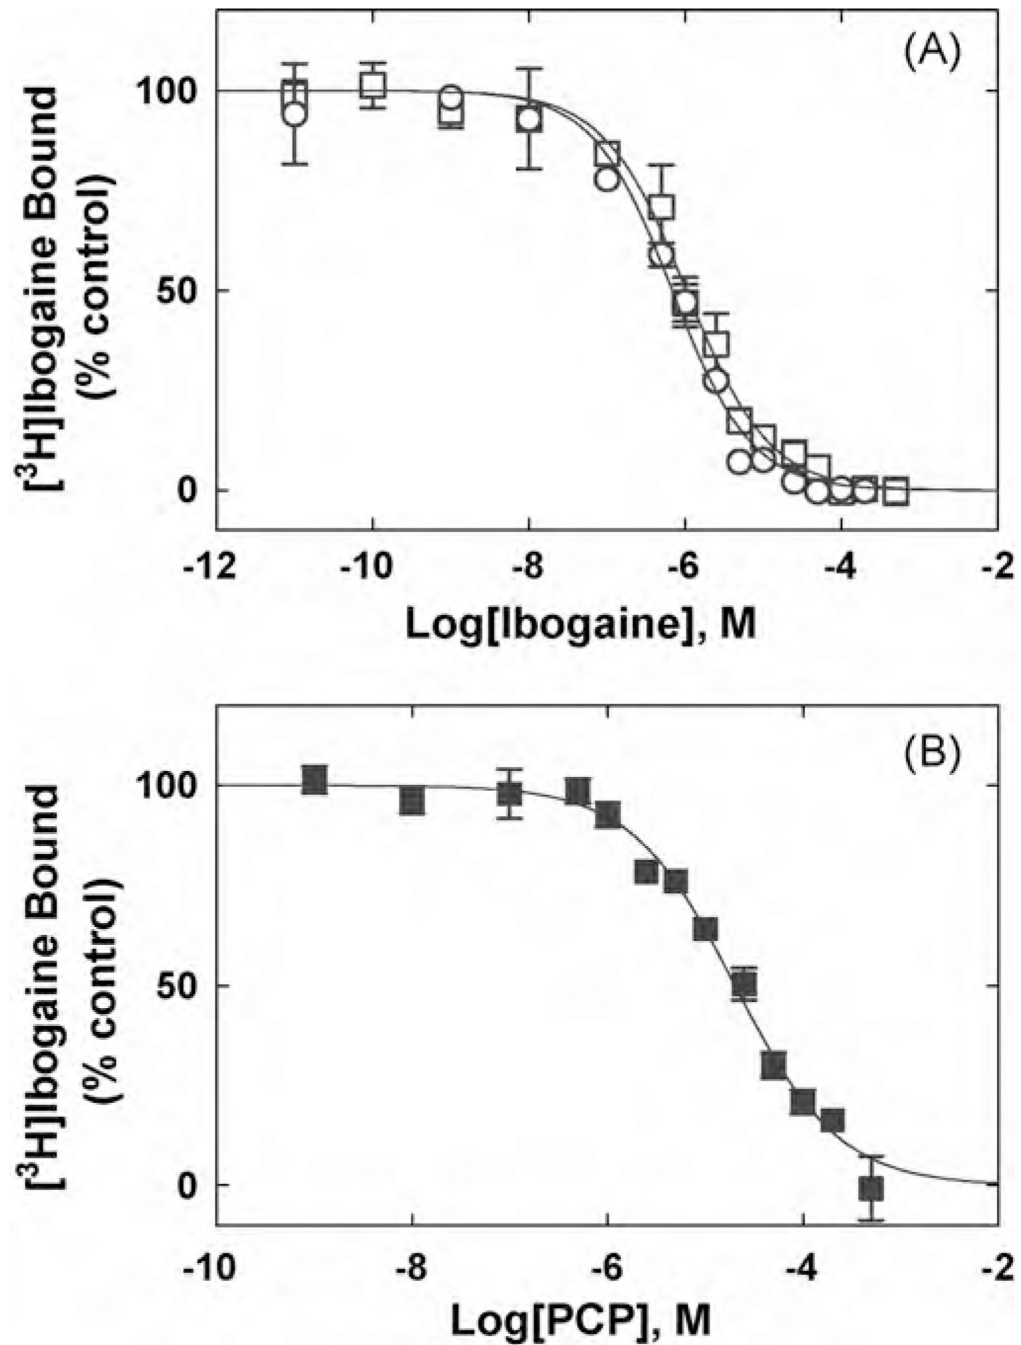 (A)
[³H]Ibogaine Bound
(% control)
100
50
0
-12 -10 -8 -6 -4 -2
Log[Ibogaine], M
(B)
[³H]Ibogaine Bound
(% control)
100
50
0
-10 -8 -6 -4 -2
Log[PCP], M